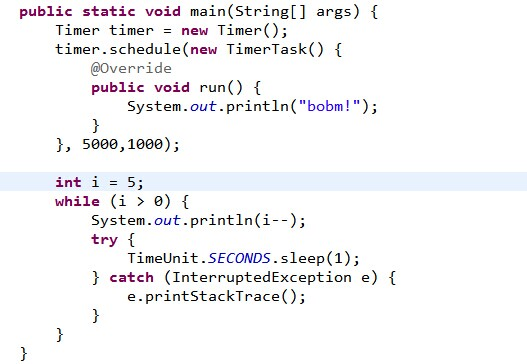 public static void main(String[] args) {
    Timer timer = new Timer();
    timer.schedule(new TimerTask() {
        @Override
        public void run() {
            System.out.println("bobm!");
        }
    }, 5000,1000);

    int i = 5;
    while (i > 0) {
        System.out.println(i--);
        try {
            TimeUnit.SECONDS.sleep(1);
        } catch (InterruptedException e) {
            e.printStackTrace();
        }
    }
}